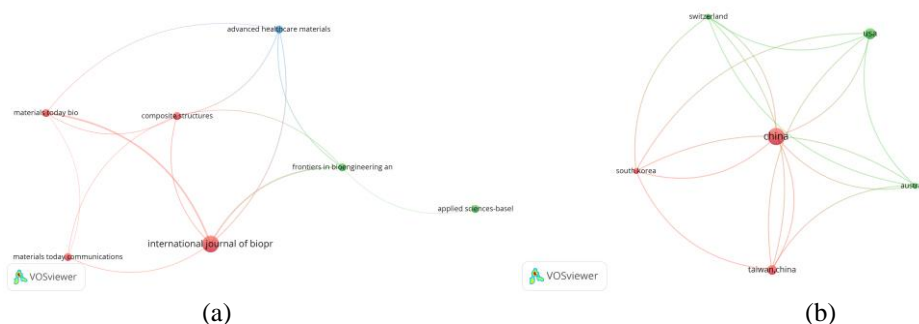 advanced healthcare materials
materials today bio
composite structures
frontiers in bioengineering an
applied sciences-basel
international journal of biopr
materials today communications
VOSviewer
(a)
switzerland
usa
china
south korea
taiwan,china
VOSviewer
(b)